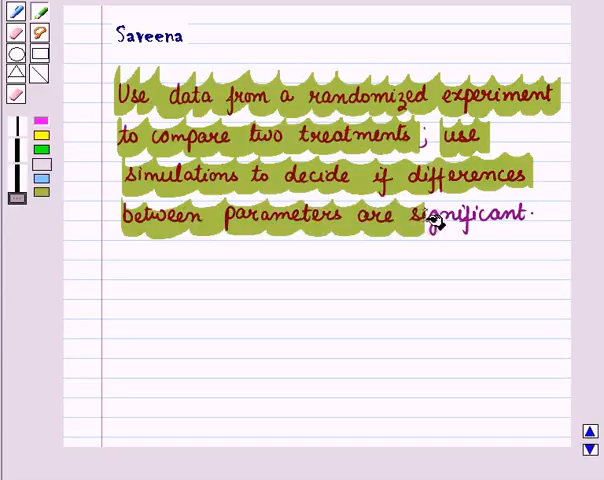 Saveena
Use data from a randomized experiment
to compare two treatments ; use
simulations to decide if differences
between parameters are significant.